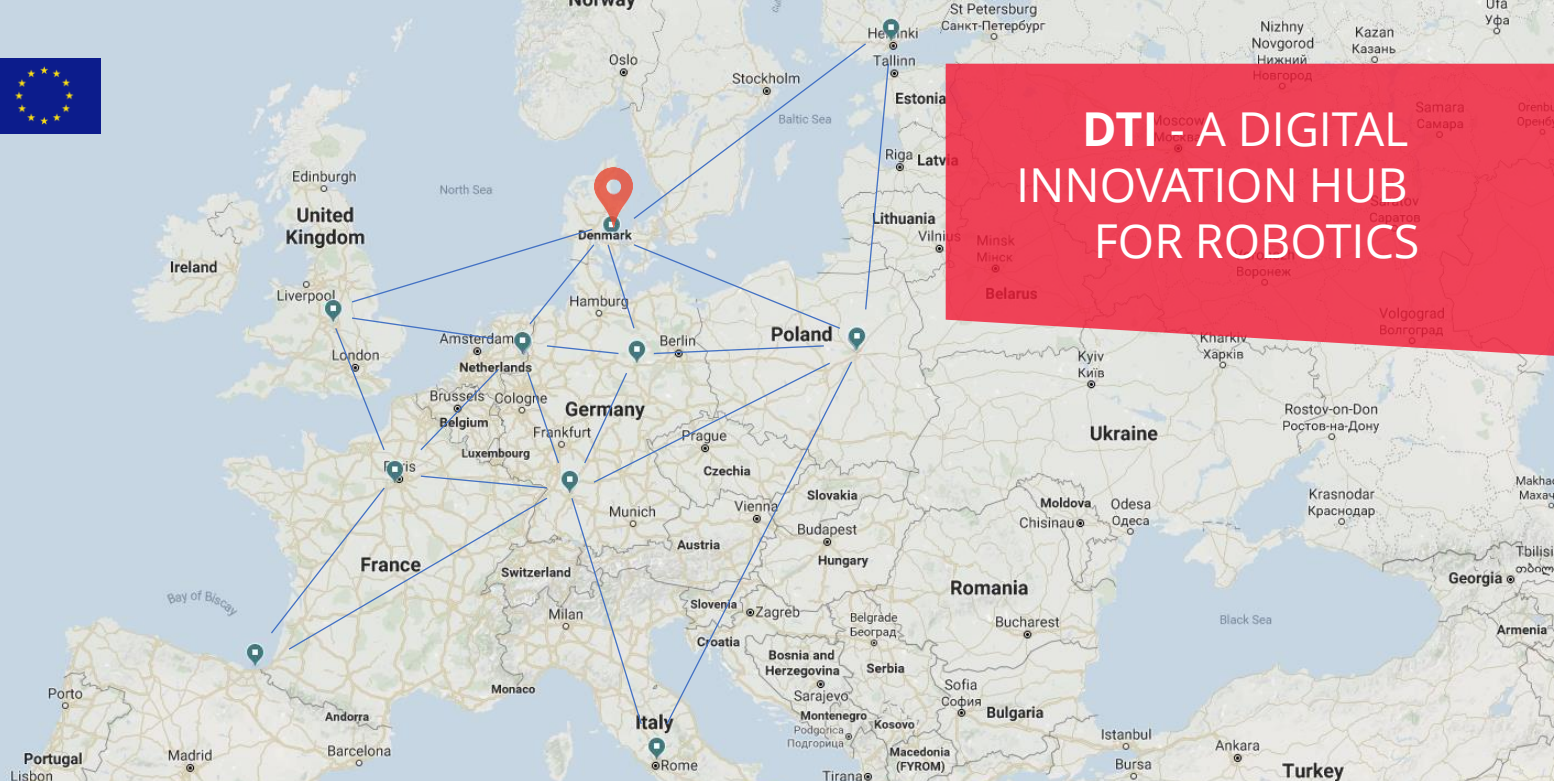 Norway
St Petersburg
Санкт-Петербург
Ufa
Уфа
Nizhny
Novgorod
Нижний
Новгород
Kazan
Казань
Oslo
Stockholm
Tallinn
Estonia
Baltic Sea
Samara
Самара
Moscow
Москва
DTI - A DIGITAL
INNOVATION HUB
FOR ROBOTICS
Riga
Latvia
Edinburgh
North Sea
United
Kingdom
Denmark
Lithuania
Vilnius
Minsk
Мінск
Саратов
Воронеж
Ireland
Liverpool
Hamburg
Belarus
Volgograd
Волгоград
Amsterdam
Berlin
Poland
Kharkiv
Харків
London
Netherlands
Kyiv
Київ
Brussels
Cologne
Belgium
Germany
Rostov-on-Don
Ростов-на-Дону
Frankfurt
Prague
Ukraine
Luxembourg
Czechia
Slovakia
Munich
Vienna
Moldova
Chisinau
Odesa
Одеса
Krasnodar
Краснодар
Budapest
Austria
Hungary
France
Switzerland
Tbilisi
Georgia
Romania
Bay of Biscay
Slovenia
Zagreb
Milan
Belgrade
Београд
Bucharest
Black Sea
Armenia
Croatia
Bosnia and
Herzegovina
Serbia
Porto
Monaco
Sarajevo
Sofia
София
Andorra
Italy
Montenegro
Podgorica
Подгорица
Kosovo
Bulgaria
Istanbul
Ankara
Portugal
Lisbon
Madrid
Barcelona
Rome
Macedonia
(FYROM)
Tirana
Bursa
Turkey